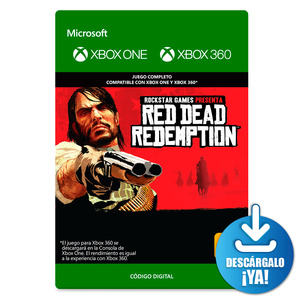 Microsoft
XBOX ONE XBOX 360
JUEGO COMPLETO
COMPATIBLE CON XBOX ONE Y XBOX 360*
ROCKSTAR GAMES PRESENTA
RED DEAD
REDEMPTION
*El juego para Xbox 360 se
descargará en la Consola de
Xbox One. El rendimiento es igual
a la experiencia con Xbox 360.
CÓDIGO DIGITAL
DESCÁRGALO
¡YA!